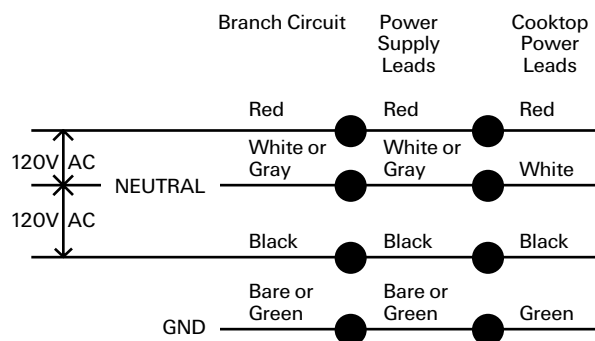 Branch Circuit
Power
Supply
Leads
Cooktop
Power
Leads
Red
Red
Red
120V AC
White or
Gray
White or
Gray
White
NEUTRAL
120V AC
Black
Black
Black
Bare or
Green
Bare or
Green
Green
GND